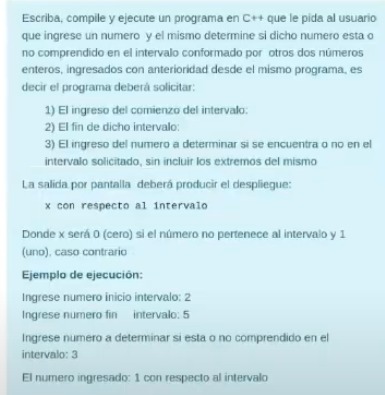 Escriba, compile y ejecute un programa en C++ que le pida al usuario
que ingrese un numero y el mismo determine si dicho numero esta o
no comprendido en el intervalo conformado por otros dos números
enteros, ingresados con anterioridad desde el mismo programa, es
decir el programa deberá solicitar:
1) El ingreso del comienzo del intervalo:
2) El fin de dicho intervalo:
3) El ingreso del numero a determinar si se encuentra o no en el
intervalo solicitado, sin incluir los extremos del mismo
La salida por pantalla deberá producir el despliegue:
x con respecto al intervalo
Donde x será 0 (cero) si el número no pertenece al intervalo y 1
(uno), caso contrario
Ejemplo de ejecución:
Ingrese numero inicio intervalo: 2
Ingrese numero fin intervalo: 5
Ingrese numero a determinar si esta o no comprendido en el
intervalo: 3
El numero ingresado: 1 con respecto al intervalo